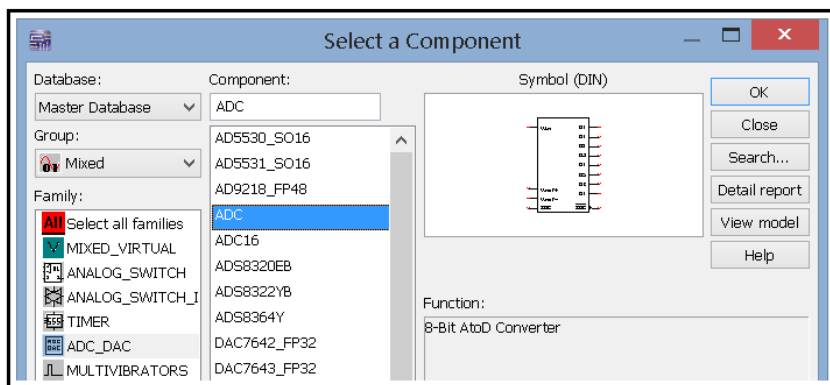 Select a Component
Database:
Master Database
Group:
Mixed
Family:
All Select all families
MIXED_VIRTUAL
ANALOG_SWITCH
ANALOG_SWITCH_I
TIMER
ADC_DAC
MULTIVIBRATORS
Component:
ADC
AD5530_SO16
AD5531_SO16
AD9218_FP48
ADC
ADC16
ADS8320EB
ADS8322YB
ADS8364Y
DAC7642_FP32
DAC7643_FP32
Symbol (DIN)
Function:
8-Bit AtoD Converter
OK
Close
Search...
Detail report
View model
Help